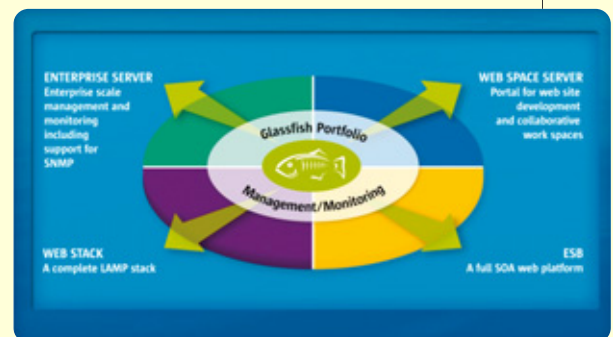 ENTERPRISE SERVER
Enterprise scale
management and
monitoring
including
support for
SNMP
WEB SPACE SERVER
Portal for web site
development
and collaborative
work spaces
Glassfish Portfolio
Management/Monitoring
WEB STACK
A complete LAMP stack
ESB
A full SOA web platform